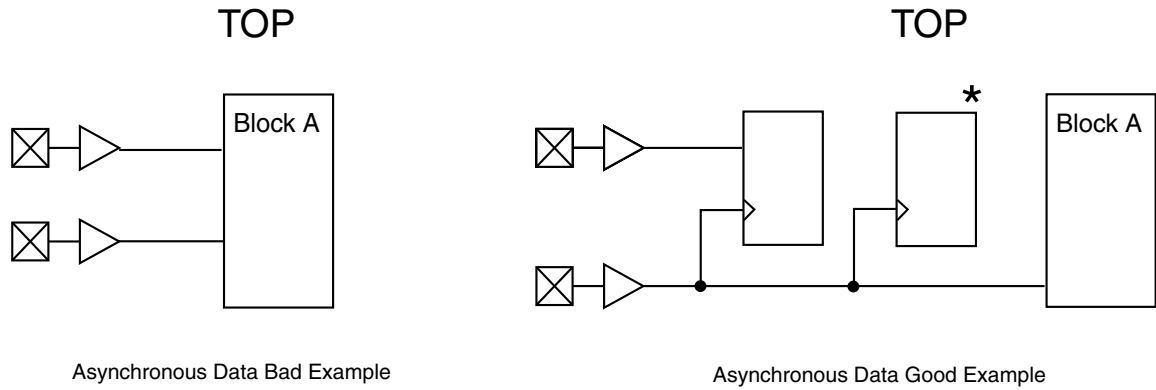 TOP
TOP
*
Block A
Block A
Asynchronous Data Bad Example
Asynchronous Data Good Example